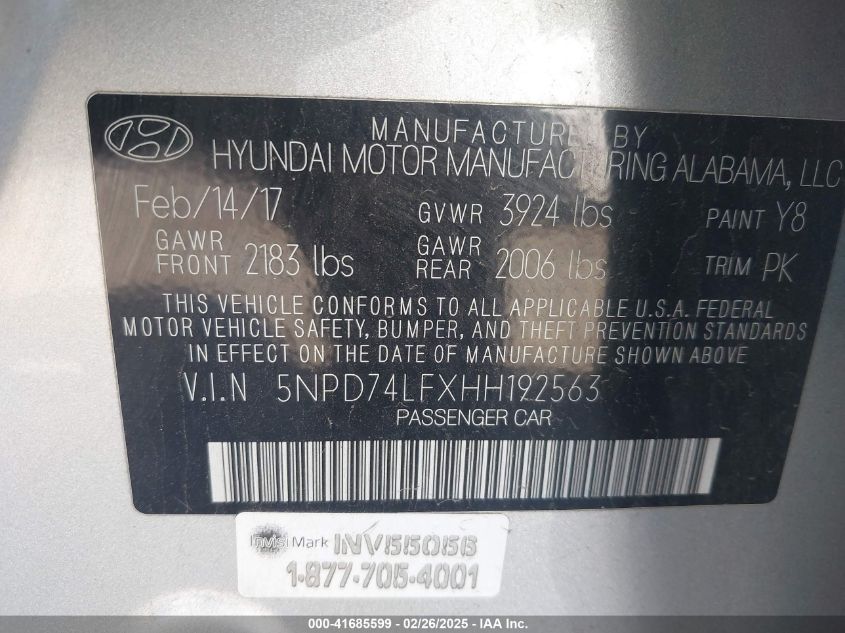 MANUFACTURED BY
HYUNDAI MOTOR MANUFACTURING ALABAMA, LLC
Feb/14/17 GVWR 3924 lbs PAINT Y8
GAWR FRONT 2183 lbs GAWR REAR 2006 lbs TRIM PK
THIS VEHICLE CONFORMS TO ALL APPLICABLE U.S.A. FEDERAL
MOTOR VEHICLE SAFETY, BUMPER, AND THEFT PREVENTION STANDARDS
IN EFFECT ON THE DATE OF MANUFACTURE SHOWN ABOVE.
V.I.N 5NPD74LFXHH192563
PASSENGER CAR
InvisiMark INV55056
1-877-705-4001
000-41685599 - 02/26/2025 - IAA Inc.